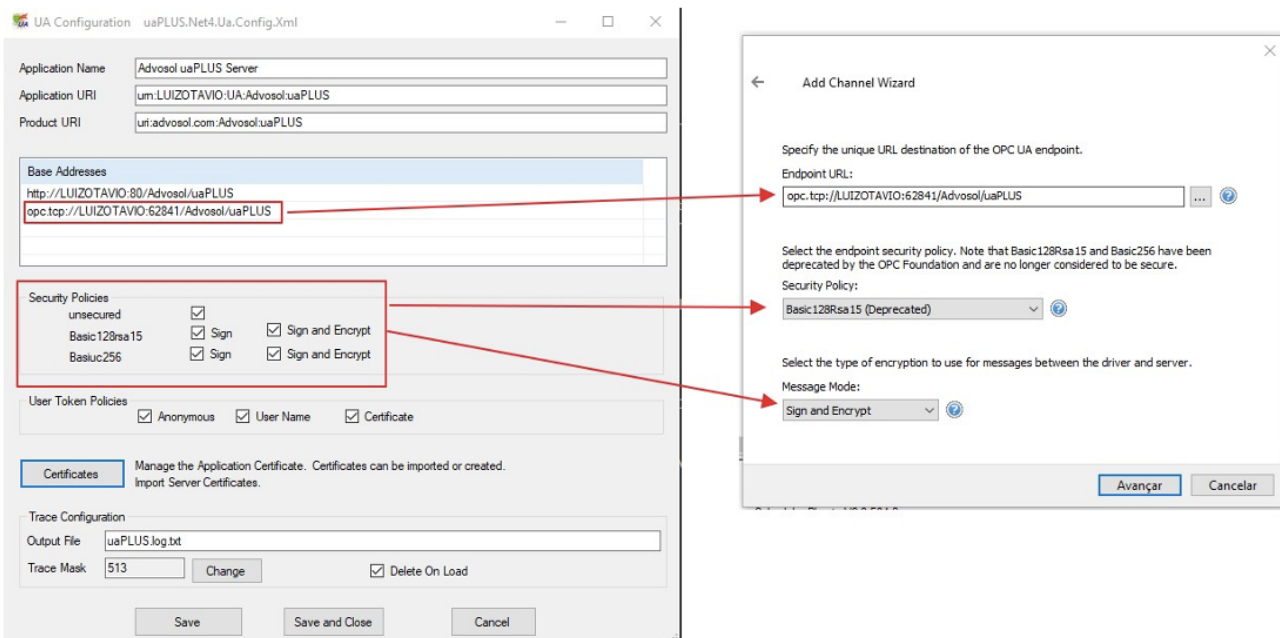 UA Configuration uaPLUS.Net4.Ua.Config.Xml
Application Name Advosol uaPLUS Server
Application URI urn:LUIZOTAVIO:UA:Advosol:uaPLUS
Product URI uri:advosol.com:Advosol:uaPLUS
Base Addresses
http://LUIZOTAVIO:80/Advosol/uaPLUS
opc.tcp://LUIZOTAVIO:62841/Advosol/uaPLUS
Security Policies
unsecured
Basic128rsa15 Sign Sign and Encrypt
Basiuc256 Sign Sign and Encrypt
User Token Policies
Anonymous User Name Certificate
Certificates
Manage the Application Certificate. Certificates can be imported or created.
Import Server Certificates.
Trace Configuration
Output File uaPLUS.log.txt
Trace Mask 513 Change Delete On Load
Save Save and Close Cancel
Add Channel Wizard
Specify the unique URL destination of the OPC UA endpoint.
Endpoint URL:
opc.tcp://LUIZOTAVIO:62841/Advosol/uaPLUS ...
Select the endpoint security policy. Note that Basic128Rsa15 and Basic256 have been
deprecated by the OPC Foundation and are no longer considered to be secure.
Security Policy:
Basic128Rsa15 (Deprecated)
Select the type of encryption to use for messages between the driver and server.
Message Mode:
Sign and Encrypt
Avançar Cancelar